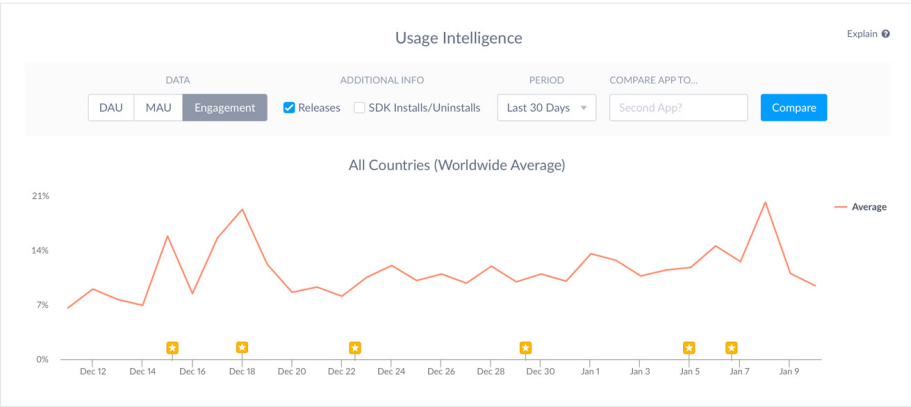 Usage Intelligence
Explain
DATA
ADDITIONAL INFO
PERIOD
COMPARE APP TO...
DAU MAU Engagement
Releases SDK Installs/Uninstalls
Last 30 Days
Second App?
Compare
All Countries (Worldwide Average)
21%
14%
7%
0%
Average
Dec 12 Dec 14 Dec 16 Dec 18 Dec 20 Dec 22 Dec 24 Dec 26 Dec 28 Dec 30 Jan 1 Jan 3 Jan 5 Jan 7 Jan 9